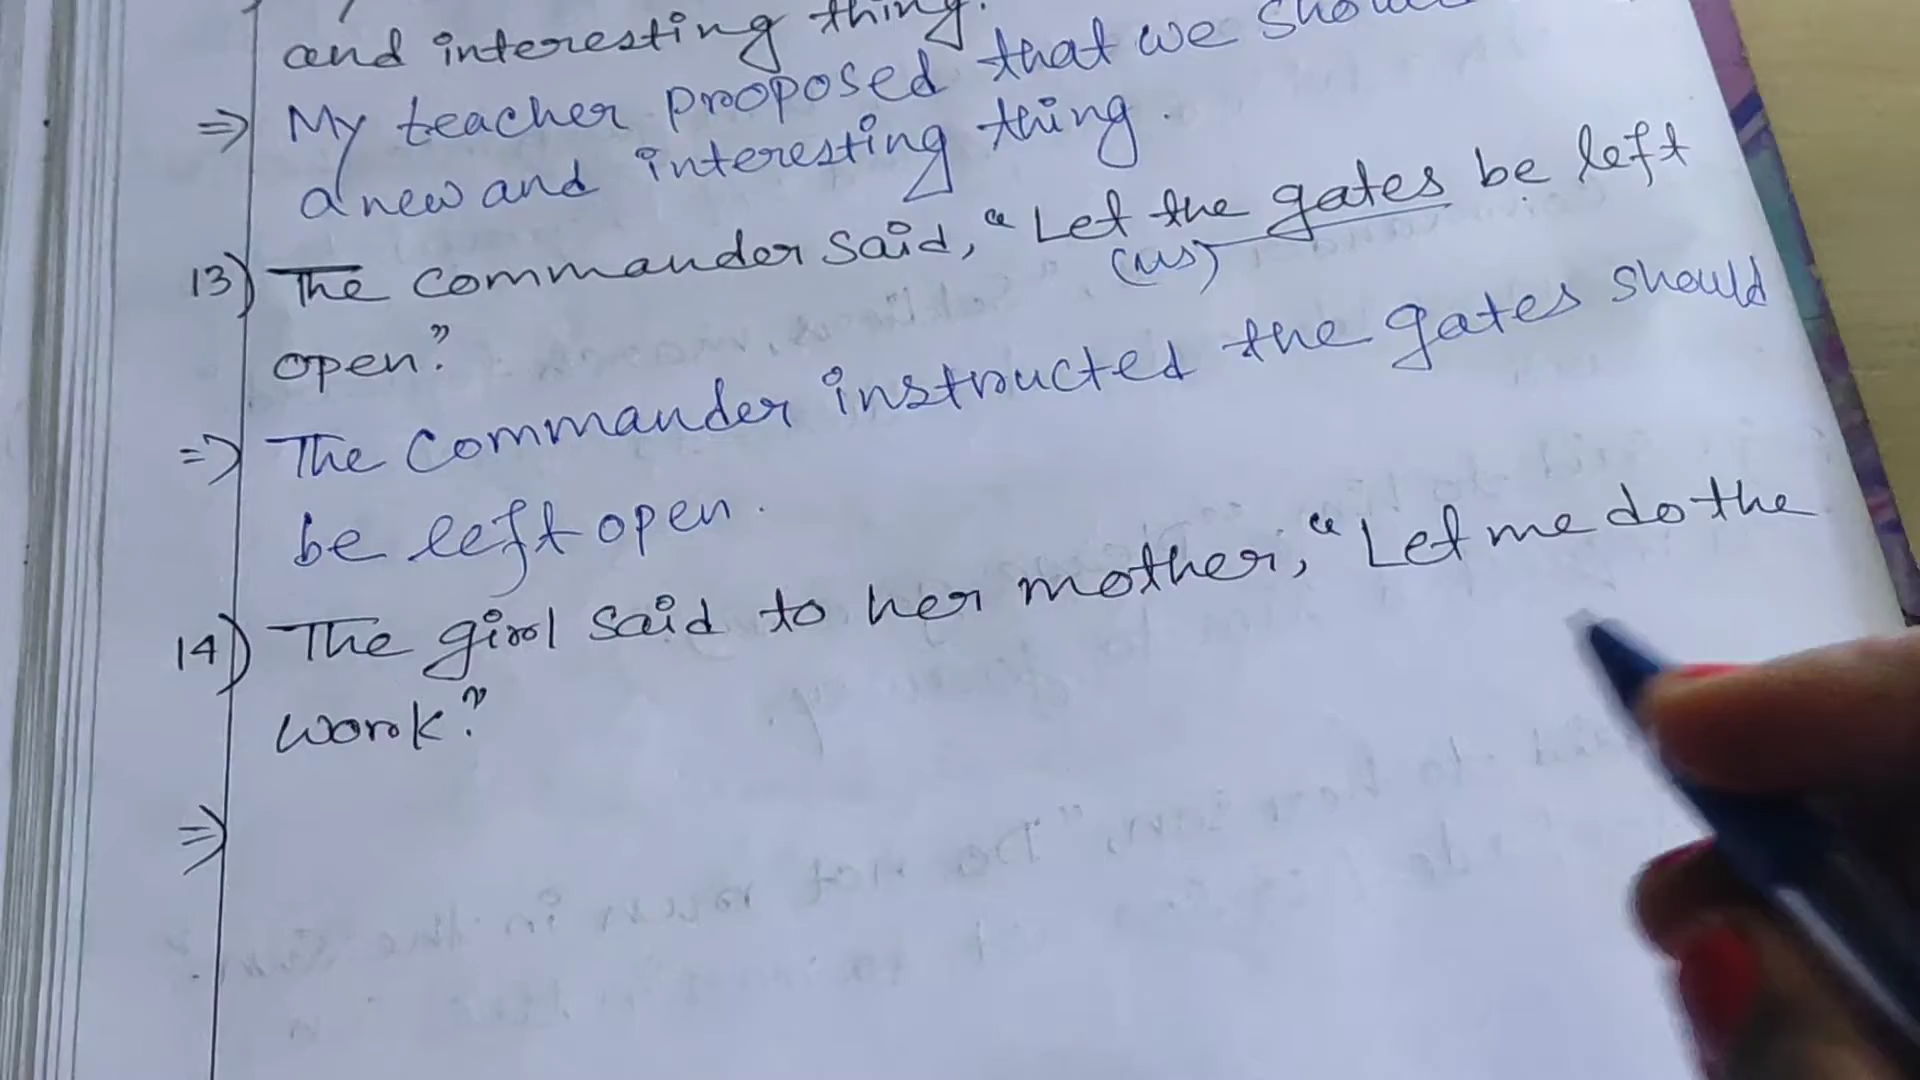 and interesting thing.
⇒ My teacher proposed that we should
a new and interesting thing.
13) The commander said, "Let the gates be left
(us)
open."
⇒ The Commander instructed the gates should
be left open.
14) The girl said to her mother, "Let me do the
work."
⇒